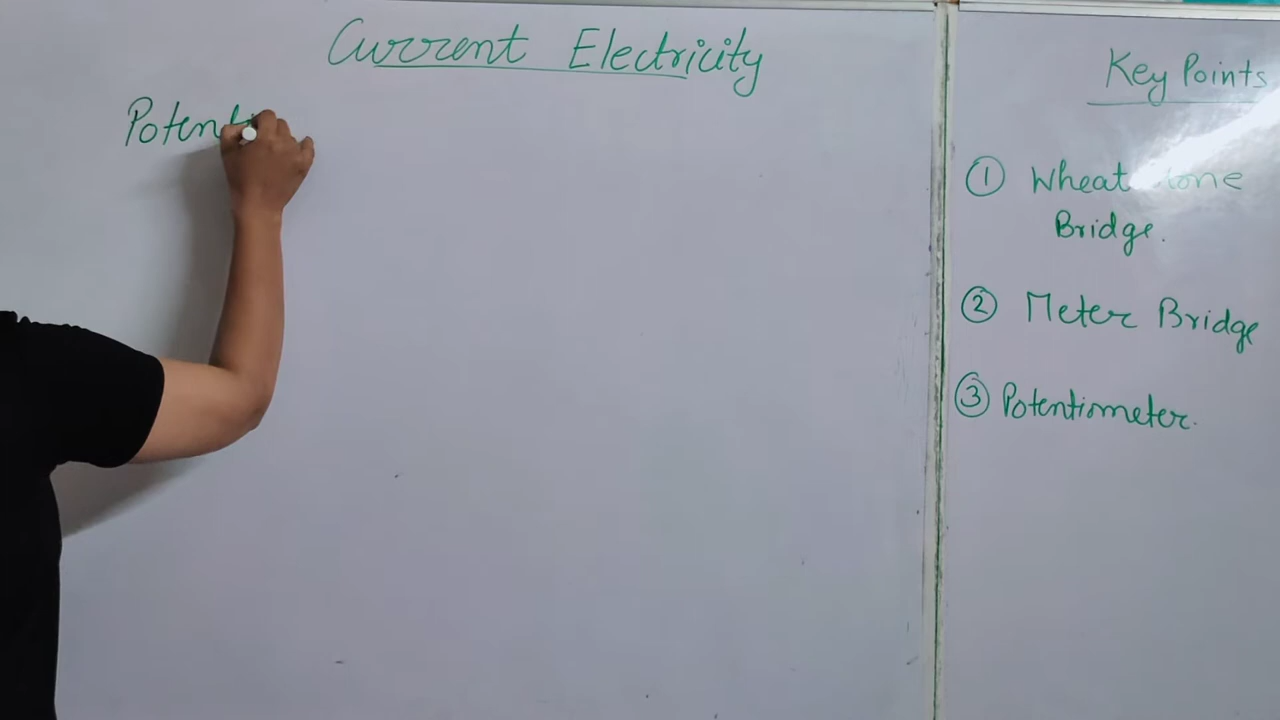 Current Electricity
Potenti
Key Points
① Wheatstone
Bridge.
② Meter Bridge
③ Potentiometer.